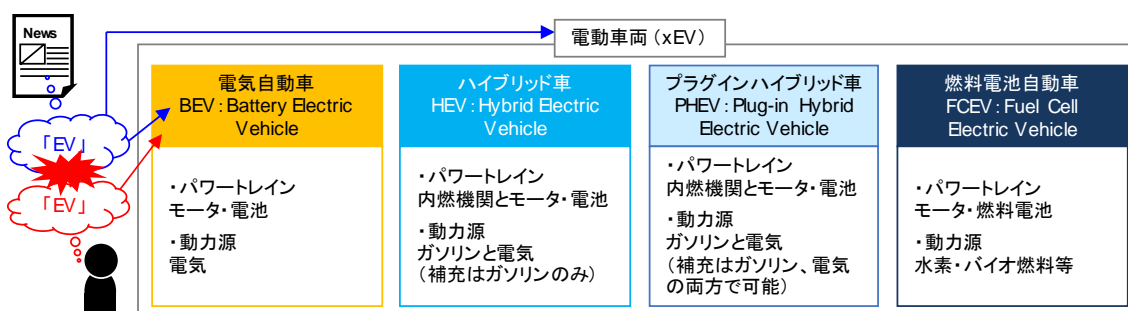 News
電動車両（xEV）
「EV」
「EV」
電気自動車
BEV：Battery Electric
Vehicle
・パワートレイン
モータ・電池
・動力源
電気
ハイブリッド車
HEV：Hybrid Electric
Vehicle
・パワートレイン
内燃機関とモータ・電池
・動力源
ガソリンと電気
（補充はガソリンのみ）
プラグインハイブリッド車
PHEV：Plug-in Hybrid
Electric Vehicle
・パワートレイン
内燃機関とモータ・電池
・動力源
ガソリンと電気
（補充はガソリン、電気
の両方で可能）
燃料電池自動車
FCEV：Fuel Cell
Electric Vehicle
・パワートレイン
モータ・燃料電池
・動力源
水素・バイオ燃料等